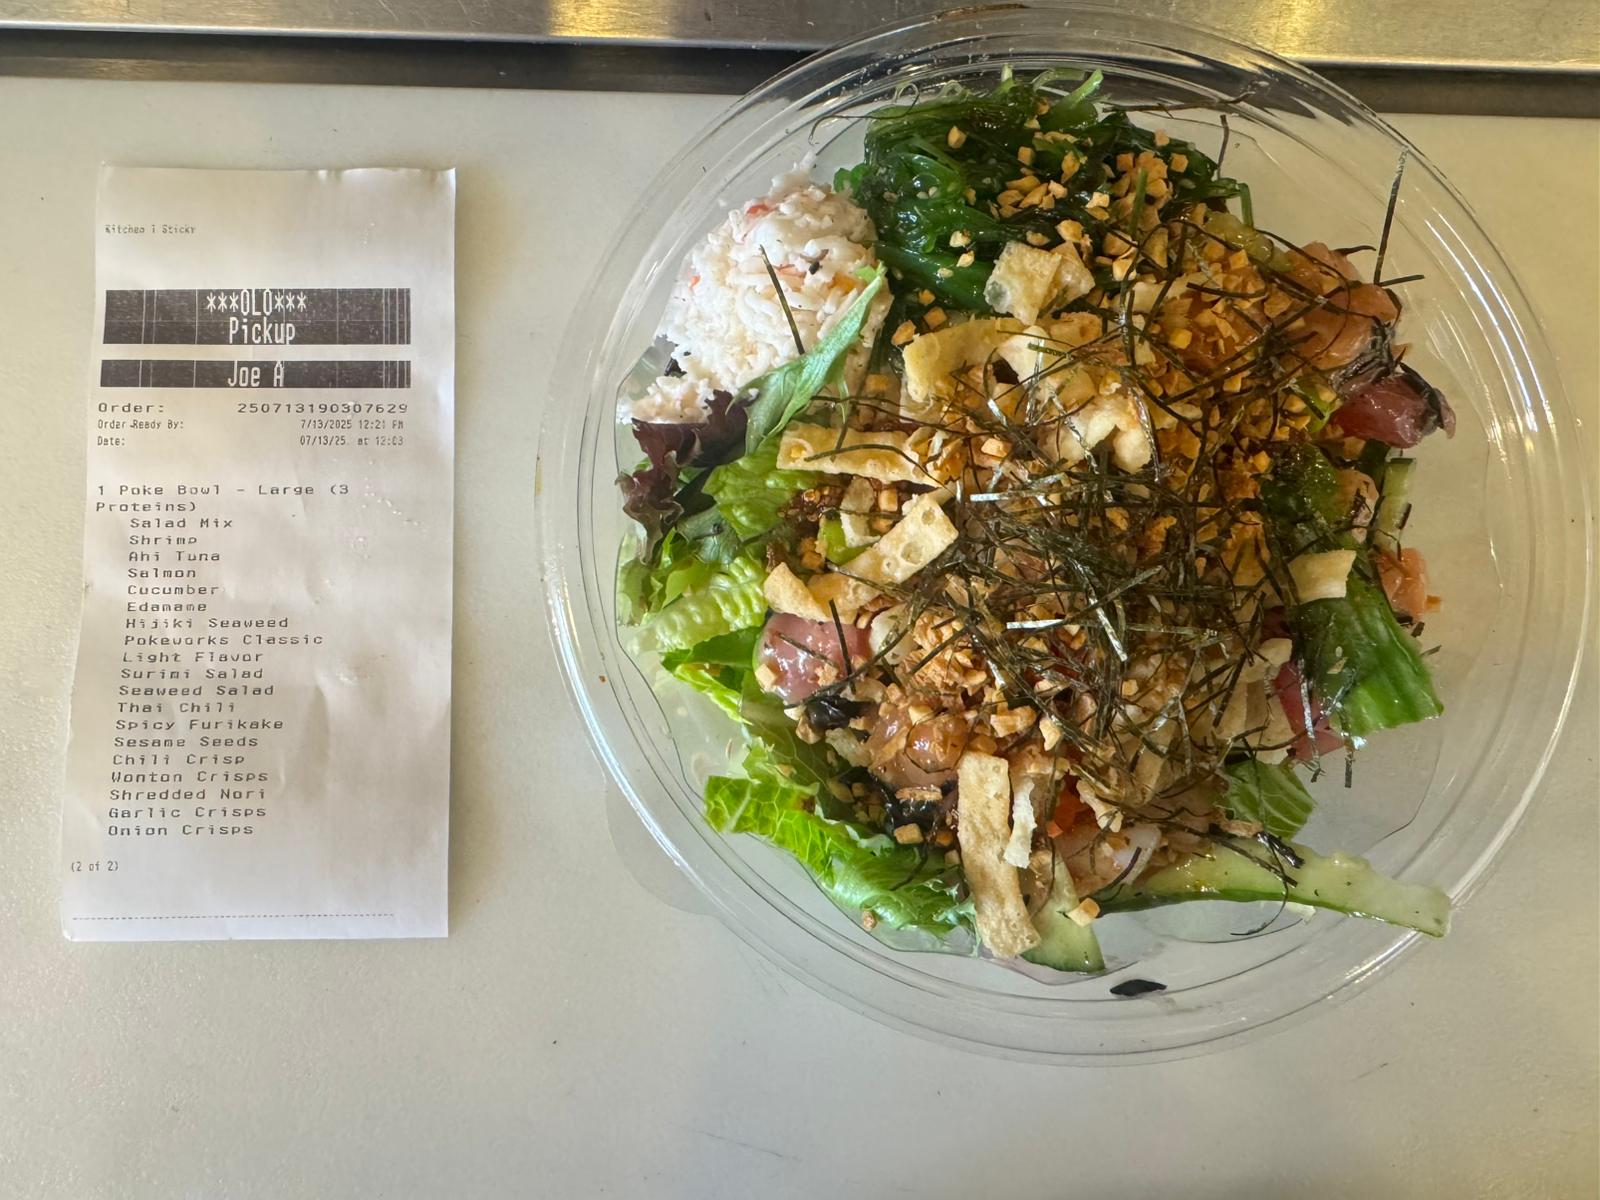 Kitchen 1 Sticky
***OLO***
Pickup
Joe A
Order: 250713190307629
Order Ready By: 7/13/2025 12:21 PM
Date: 07/13/25 at 12:03
1 Poke Bowl - Large (3
Proteins)
Salad Mix
Shrimp
Ahi Tuna
Salmon
Cucumber
Edamame
Hijiki Seaweed
Pokeworks Classic
Light Flavor
Surimi Salad
Seaweed Salad
Thai Chili
Spicy Furikake
Sesame Seeds
Chili Crisp
Wonton Crisps
Shredded Nori
Garlic Crisps
Onion Crisps
(2 of 2)